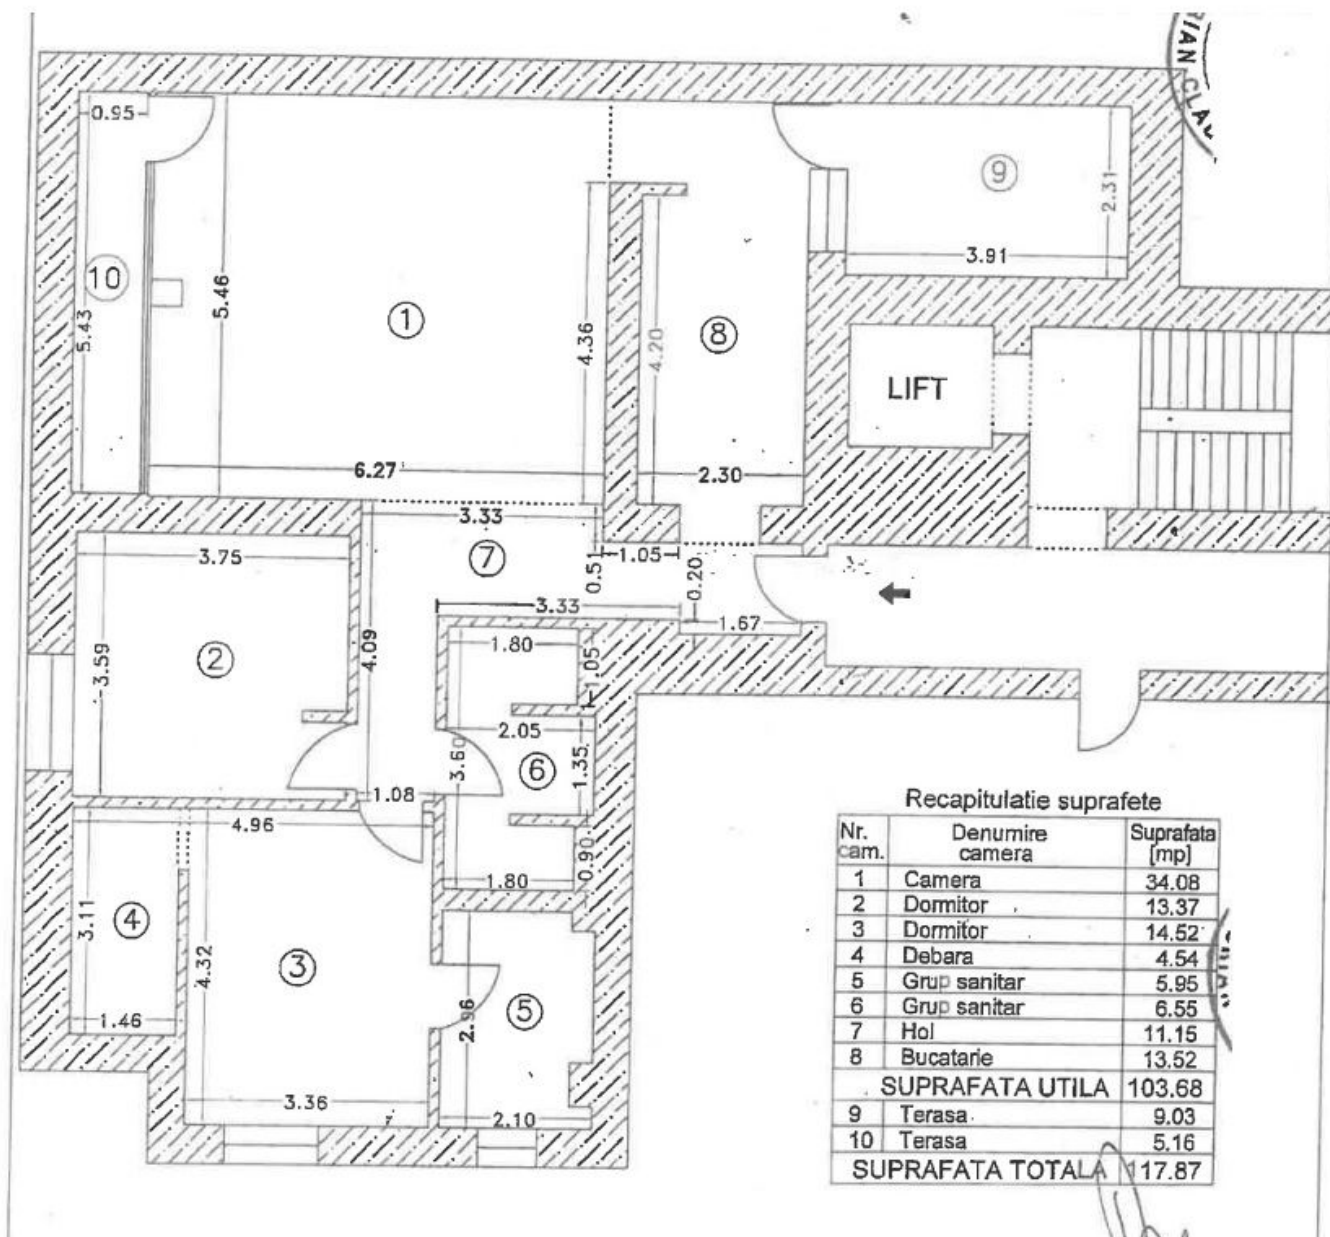 RIAN CLAU
0.95
9
2.31
3.91
10
5.43
5.46
1
4.36
4.20
8
LIFT
6.27
2.30
3.33
7
1.05
0.51
0.20
3.75
3.33
1.67
2
3.59
4.09
1.80
1.05
2.05
3.60
6
1.35
1.08
4.96
0.90
1.80
3.11
4
4.32
3
1.46
2.96
5
3.36
2.10
Recapitulatie suprafete
Nr. cam. Denumire camera Suprafata [mp]
1 Camera 34.08
2 Dormitor 13.37
3 Dormitor 14.52
4 Debara 4.54
5 Grup sanitar 5.95
6 Grup sanitar 6.55
7 Hol 11.15
8 Bucatarie 13.52
SUPRAFATA UTILA 103.68
9 Terasa 9.03
10 Terasa 5.16
SUPRAFATA TOTALA 117.87